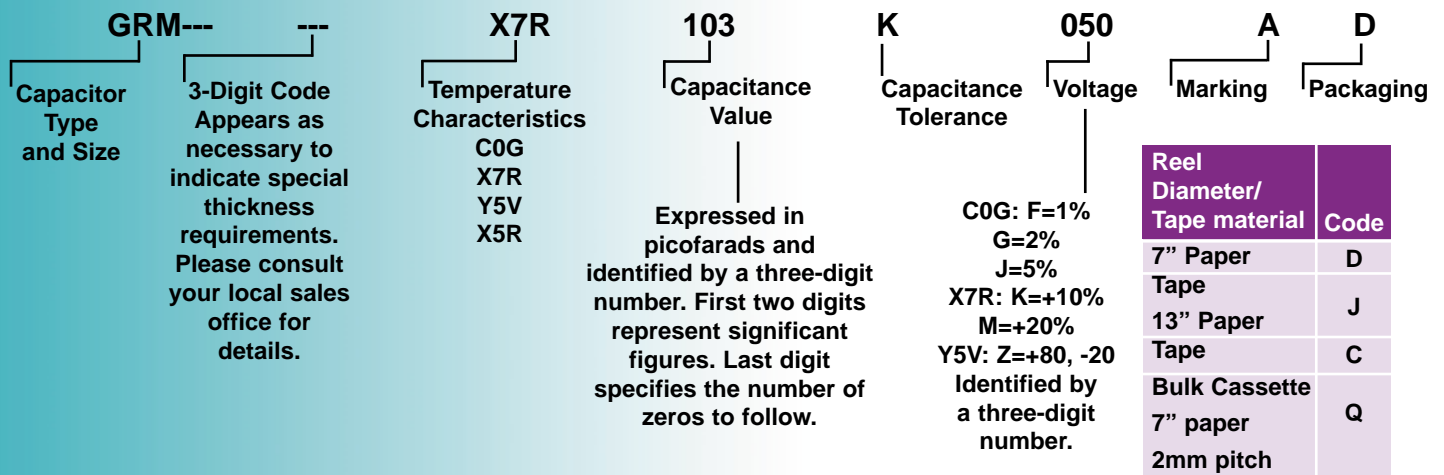 GRM--- --- X7R 103 K 050 A D
Capacitor
Type
and Size
3-Digit Code
Appears as
necessary to
indicate special
thickness
requirements.
Please consult
your local sales
office for
details.
Temperature
Characteristics
C0G
X7R
Y5V
X5R
Capacitance
Value
Expressed in
picofarads and
identified by a three-digit
number. First two digits
represent significant
figures. Last digit
specifies the number of
zeros to follow.
Capacitance
Tolerance
Voltage
C0G: F=1%
G=2%
J=5%
X7R: K=+10%
M=+20%
Y5V: Z=+80, -20
Identified by
a three-digit
number.
Marking
Packaging
Reel
Diameter/
Tape material Code
7” Paper D
Tape
13” Paper J
Tape C
Bulk Cassette
7” paper Q
2mm pitch